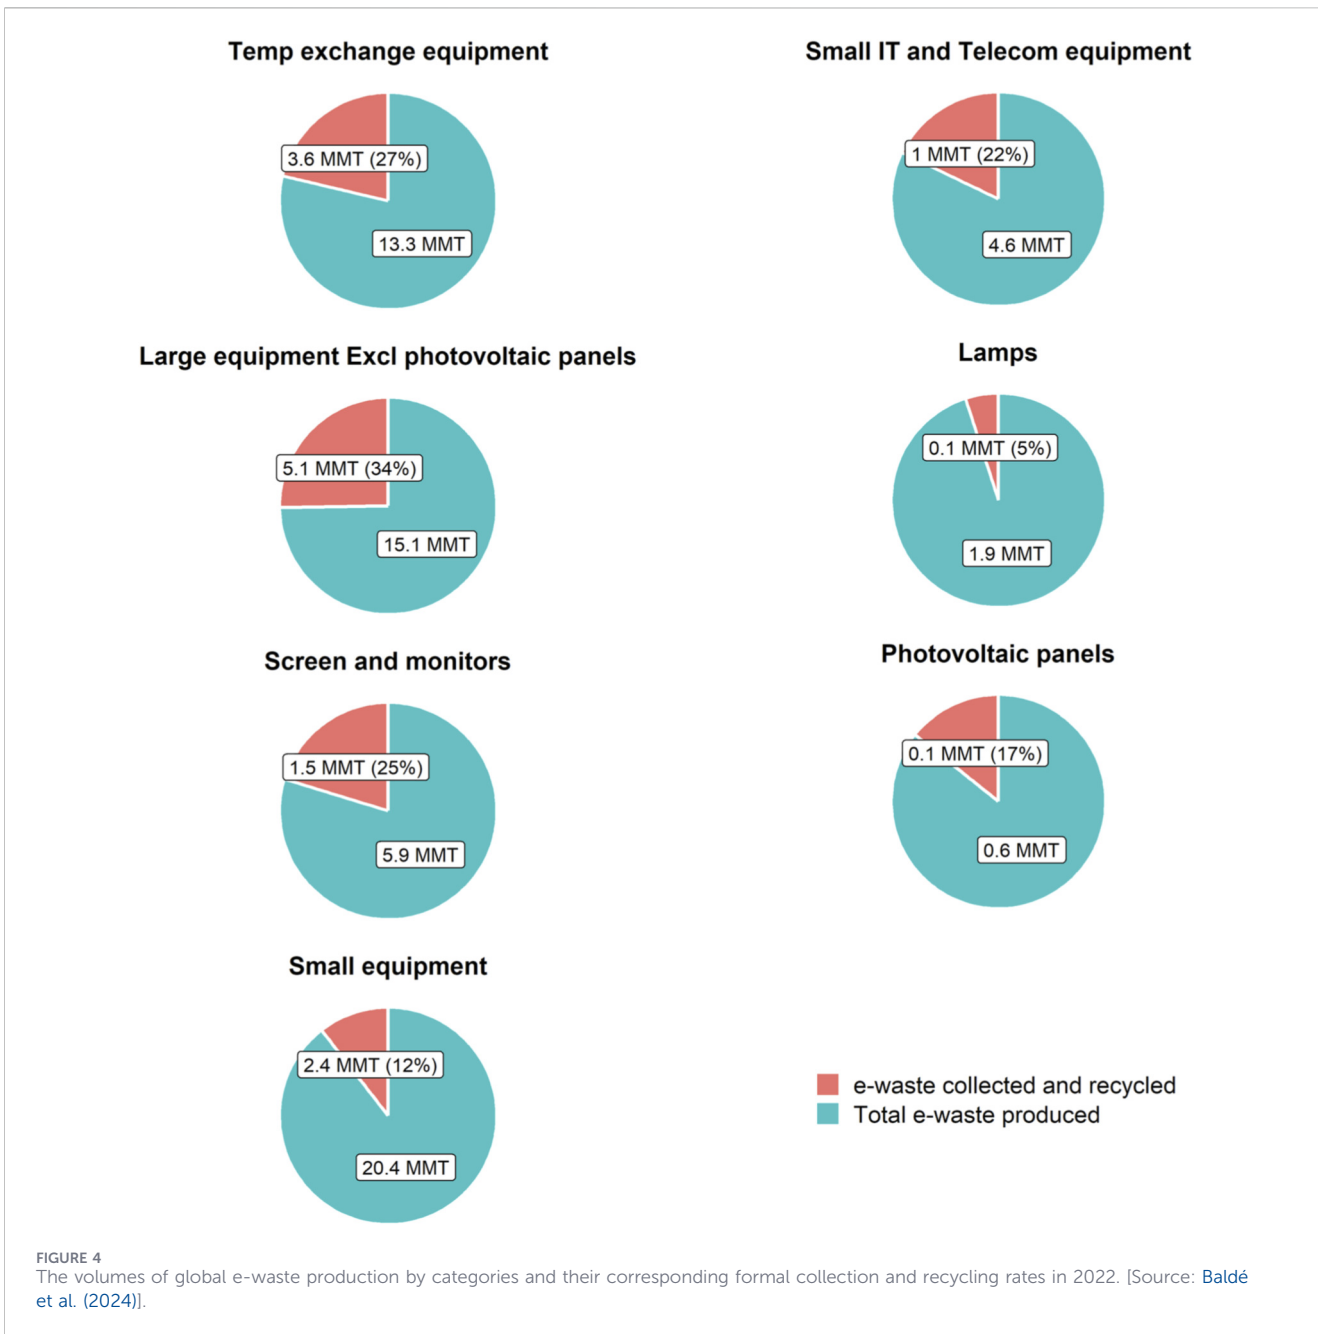 Temp exchange equipment
3.6 MMT (27%)
13.3 MMT
Small IT and Telecom equipment
1 MMT (22%)
4.6 MMT
Large equipment Excl photovoltaic panels
5.1 MMT (34%)
15.1 MMT
Lamps
0.1 MMT (5%)
1.9 MMT
Screen and monitors
1.5 MMT (25%)
5.9 MMT
Photovoltaic panels
0.1 MMT (17%)
0.6 MMT
Small equipment
2.4 MMT (12%)
20.4 MMT
e-waste collected and recycled
Total e-waste produced
FIGURE 4
The volumes of global e-waste production by categories and their corresponding formal collection and recycling rates in 2022. [Source: Baldé
et al. (2024)].